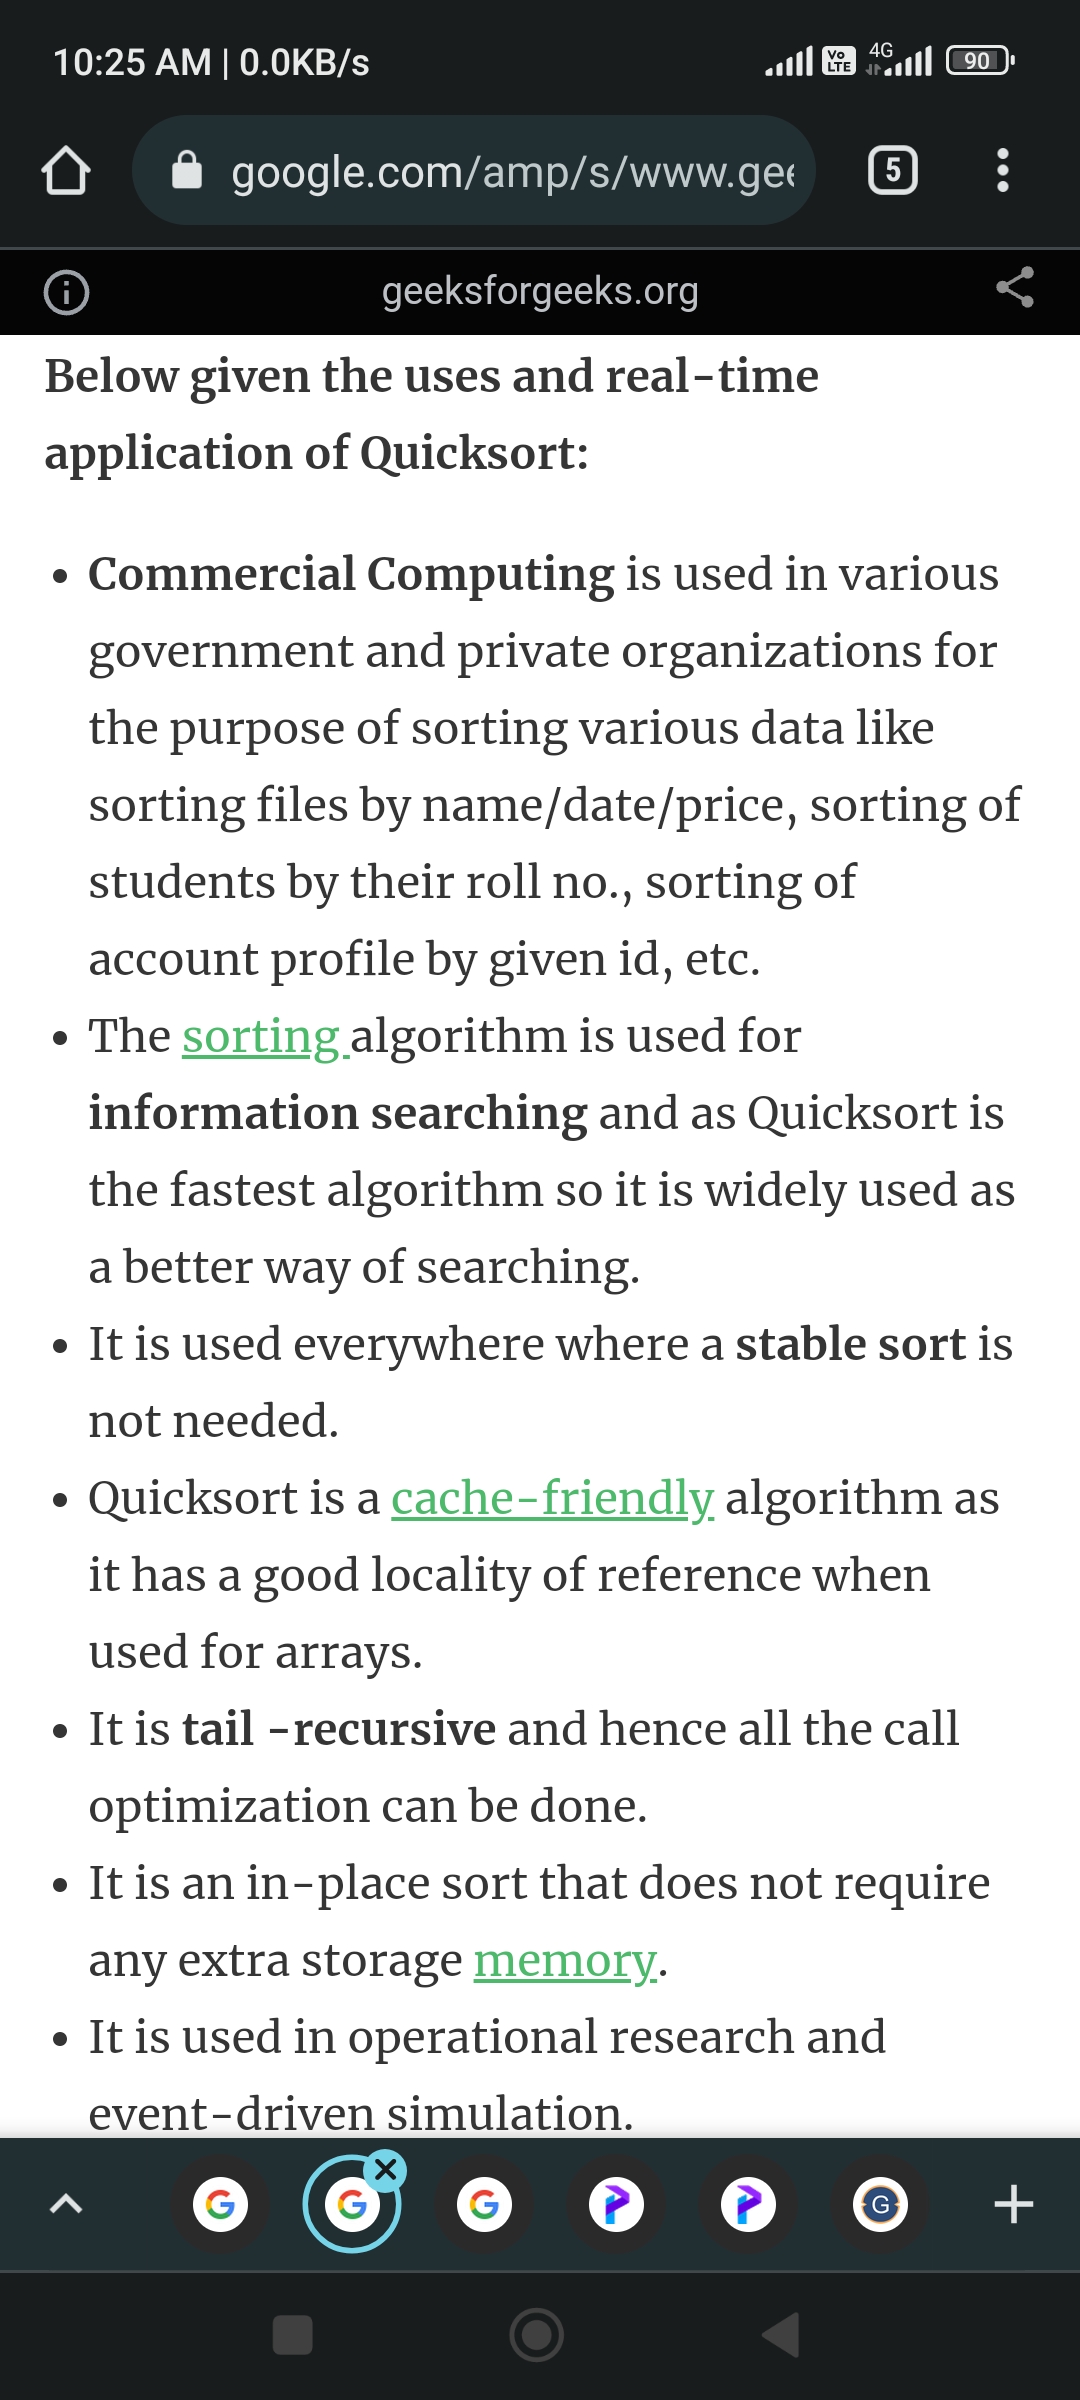 10:25 AM | 0.0KB/s
Vo LTE 4G 90
google.com/amp/s/www.gee
5
geeksforgeeks.org
Below given the uses and real-time
application of Quicksort:
• Commercial Computing is used in various
government and private organizations for
the purpose of sorting various data like
sorting files by name/date/price, sorting of
students by their roll no., sorting of
account profile by given id, etc.
• The sorting algorithm is used for
information searching and as Quicksort is
the fastest algorithm so it is widely used as
a better way of searching.
• It is used everywhere where a stable sort is
not needed.
• Quicksort is a cache-friendly algorithm as
it has a good locality of reference when
used for arrays.
• It is tail -recursive and hence all the call
optimization can be done.
• It is an in-place sort that does not require
any extra storage memory.
• It is used in operational research and
event-driven simulation.